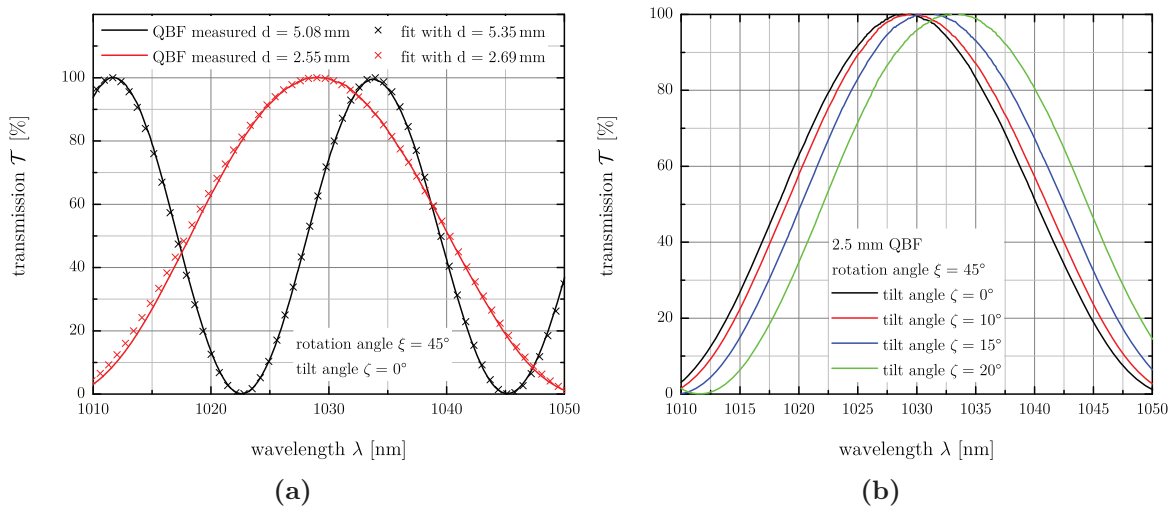 QBF measured d = 5.08 mm
fit with d = 5.35 mm
QBF measured d = 2.55 mm
fit with d = 2.69 mm
transmission 𝒯 [%]
100
80
60
40
20
0
rotation angle ξ = 45°
tilt angle ζ = 0°
1010 1020 1030 1040 1050
wavelength λ [nm]
(a)
transmission 𝒯 [%]
100
80
60
40
20
0
2.5 mm QBF
rotation angle ξ = 45°
tilt angle ζ = 0°
tilt angle ζ = 10°
tilt angle ζ = 15°
tilt angle ζ = 20°
1010 1015 1020 1025 1030 1035 1040 1045 1050
wavelength λ [nm]
(b)